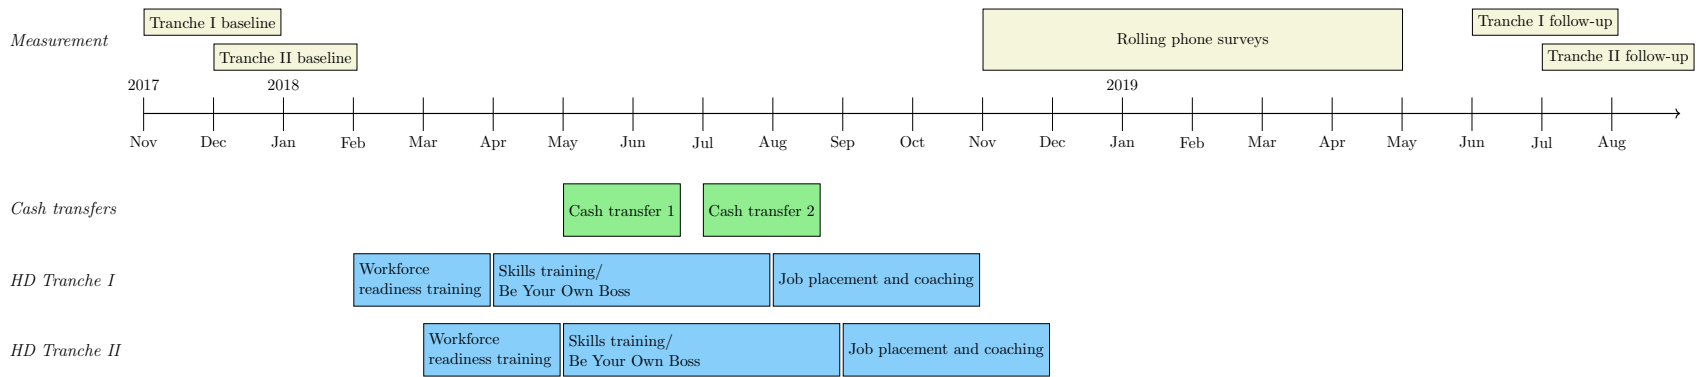 Tranche I baseline
Rolling phone surveys
Tranche I follow-up
Measurement
Tranche II baseline
Tranche II follow-up
2017
2018
2019
Nov Dec Jan Feb Mar Apr May Jun Jul Aug Sep Oct Nov Dec Jan Feb Mar Apr May Jun Jul Aug
Cash transfers
Cash transfer 1
Cash transfer 2
HD Tranche I
Workforce
readiness training
Skills training/
Be Your Own Boss
Job placement and coaching
HD Tranche II
Workforce
readiness training
Skills training/
Be Your Own Boss
Job placement and coaching